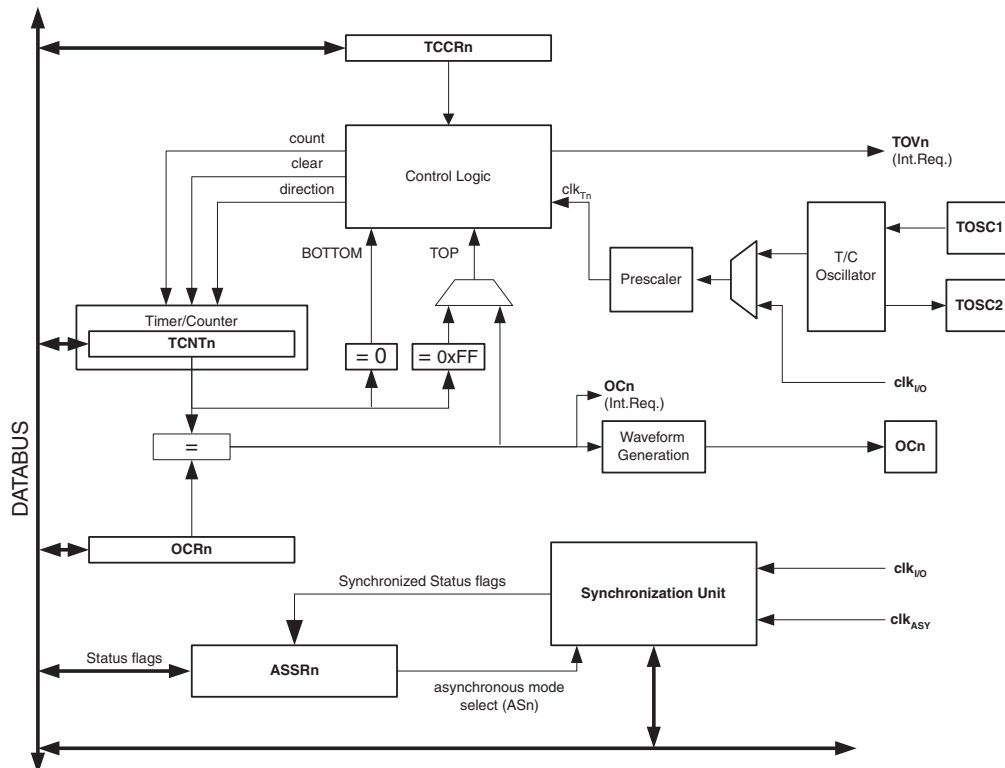 TCCRn
count
clear
direction
Control Logic
TOVn
(Int.Req.)
clkTn
BOTTOM
TOP
Prescaler
T/C
Oscillator
TOSC1
TOSC2
Timer/Counter
TCNTn
= 0
= 0xFF
OCn
(Int.Req.)
clkI/O
=
Waveform
Generation
OCn
DATABUS
OCRn
Synchronized Status flags
Synchronization Unit
clkI/O
clkASY
Status flags
ASSRn
asynchronous mode
select (ASn)